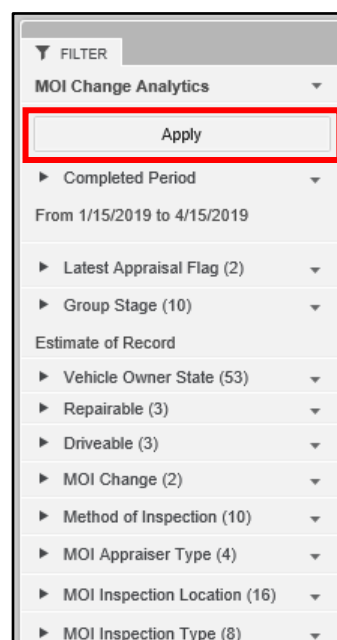 FILTER
MOI Change Analytics
Apply
Completed Period
From 1/15/2019 to 4/15/2019
Latest Appraisal Flag (2)
Group Stage (10)
Estimate of Record
Vehicle Owner State (53)
Repairable (3)
Driveable (3)
MOI Change (2)
Method of Inspection (10)
MOI Appraiser Type (4)
MOI Inspection Location (16)
MOI Inspection Type (8)